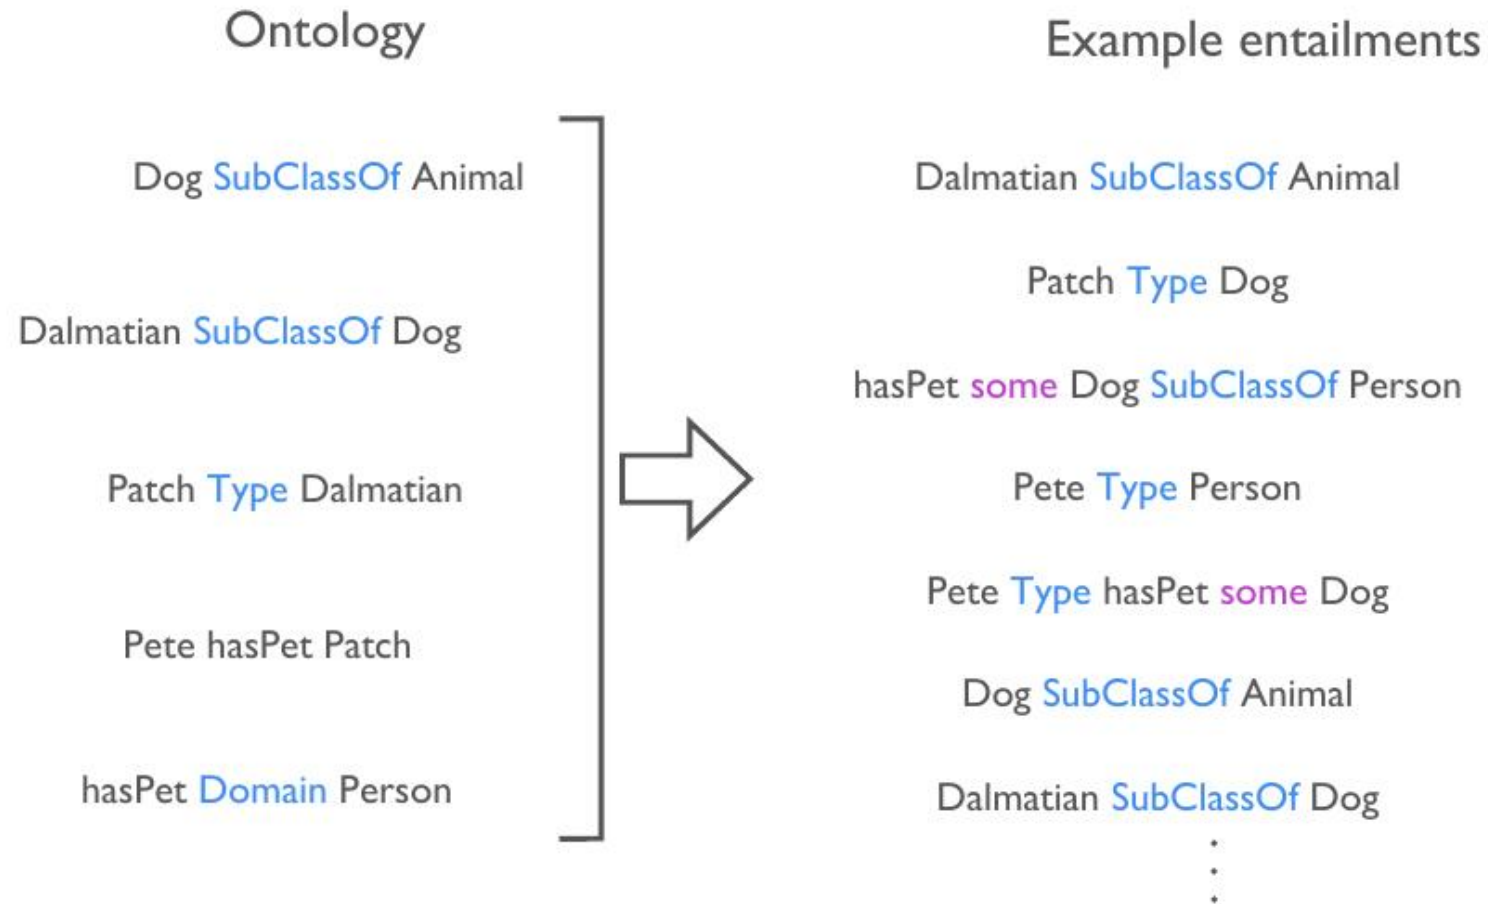 Ontology
Dog SubClassOf Animal
Dalmatian SubClassOf Dog
Patch Type Dalmatian
Pete hasPet Patch
hasPet Domain Person
Example entailments
Dalmatian SubClassOf Animal
Patch Type Dog
hasPet some Dog SubClassOf Person
Pete Type Person
Pete Type hasPet some Dog
Dog SubClassOf Animal
Dalmatian SubClassOf Dog